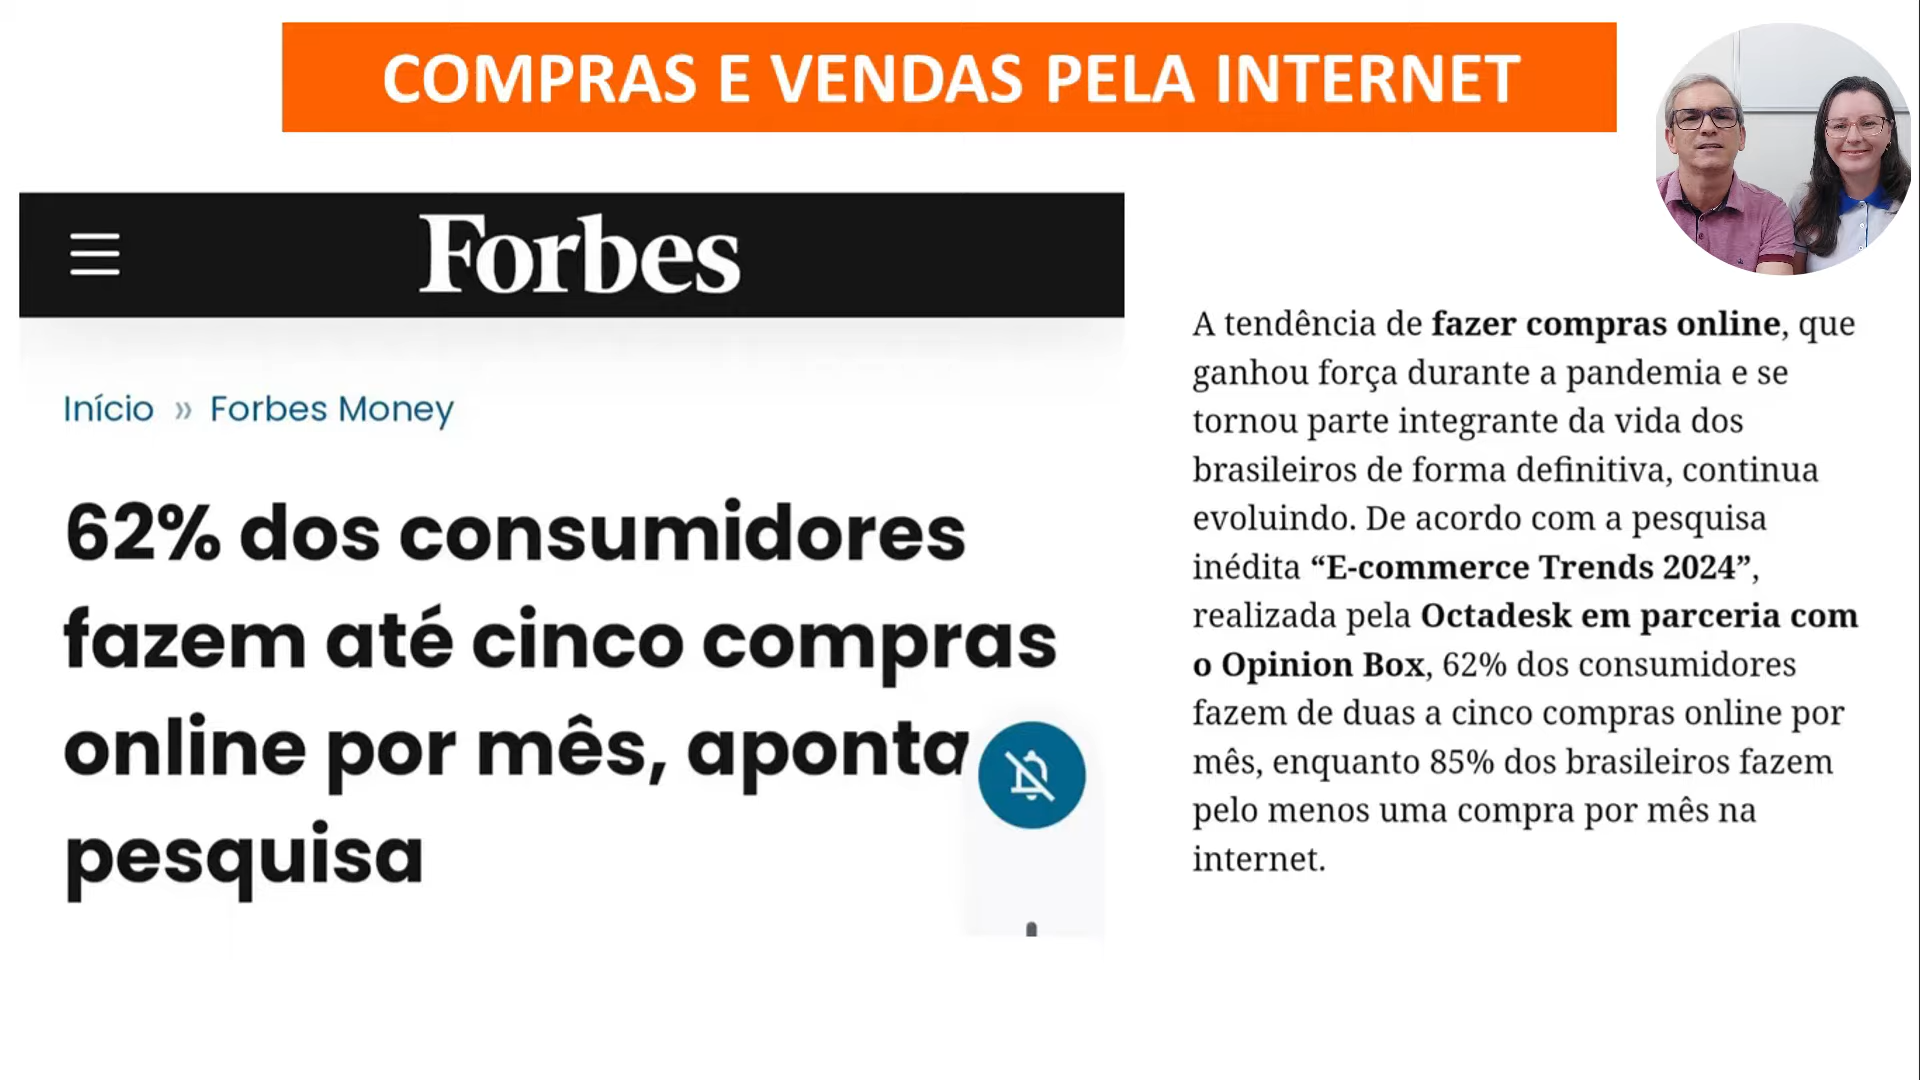 COMPRAS E VENDAS PELA INTERNET
Forbes
Início » Forbes Money
62% dos consumidores
fazem até cinco compras
online por mês, aponta
pesquisa
A tendência de fazer compras online, que
ganhou força durante a pandemia e se
tornou parte integrante da vida dos
brasileiros de forma definitiva, continua
evoluindo. De acordo com a pesquisa
inédita “E-commerce Trends 2024”,
realizada pela Octadesk em parceria com
o Opinion Box, 62% dos consumidores
fazem de duas a cinco compras online por
mês, enquanto 85% dos brasileiros fazem
pelo menos uma compra por mês na
internet.